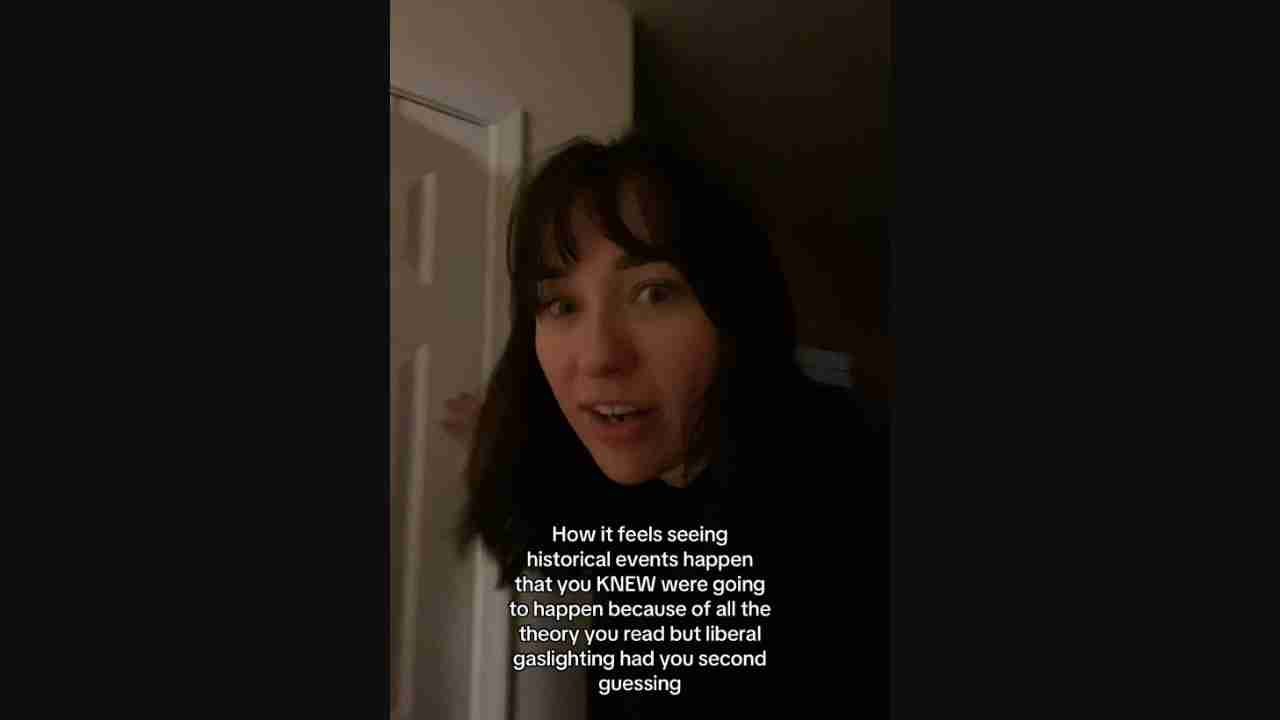 How it feels seeing
historical events happen
that you KNEW were going
to happen because of all the
theory you read but liberal
gaslighting had you second
guessing